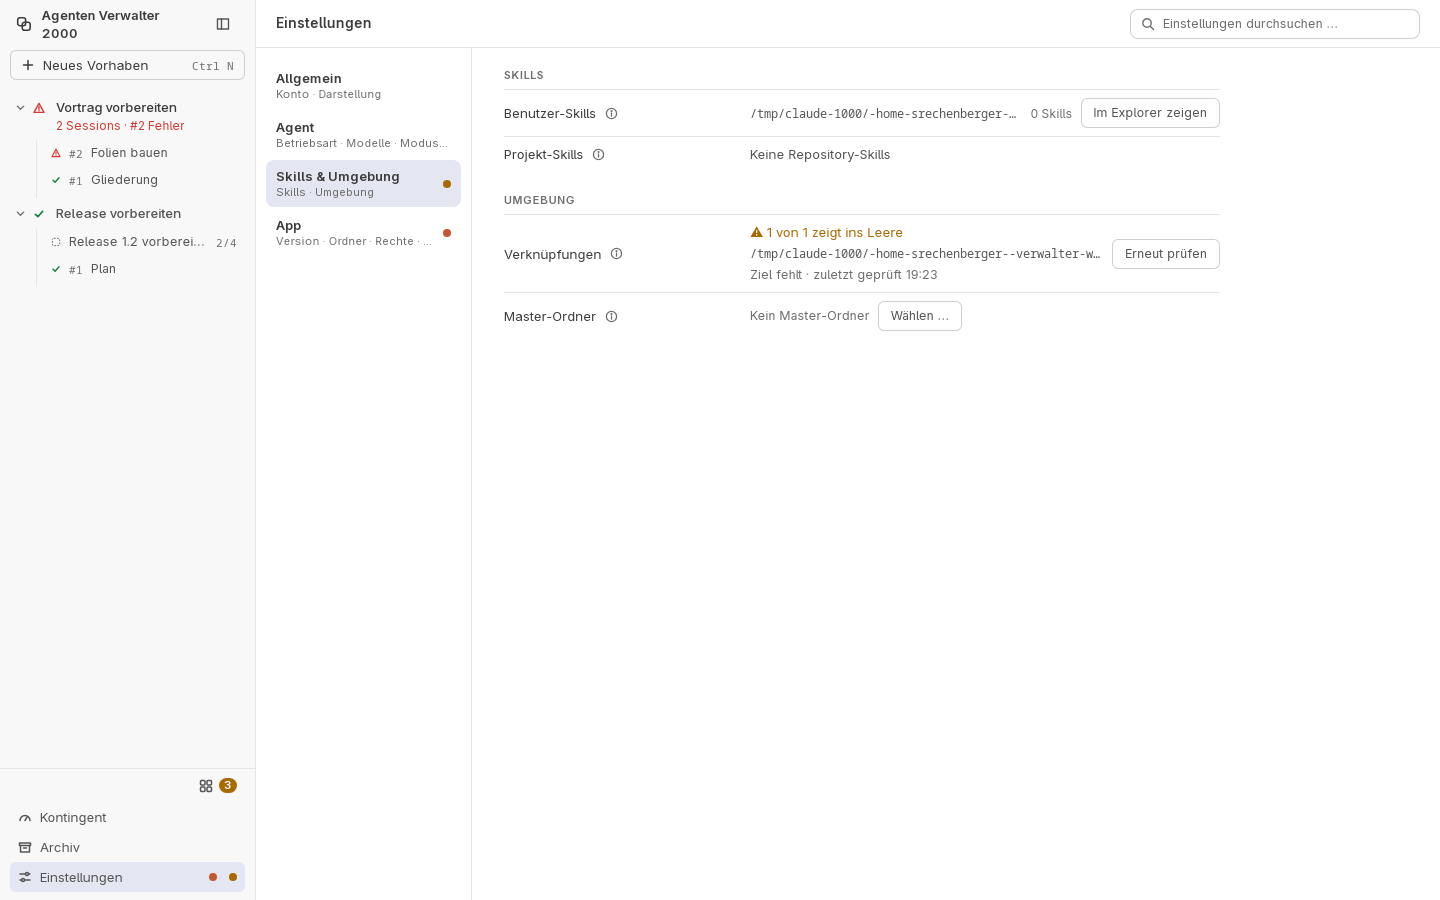 Agenten Verwalter
2000
Neues Vorhaben Ctrl N
Vortrag vorbereiten
2 Sessions · #2 Fehler
#2 Folien bauen
#1 Gliederung
Release vorbereiten
Release 1.2 vorberei… 2/4
#1 Plan
3
Kontingent
Archiv
Einstellungen
Einstellungen
Einstellungen durchsuchen …
Allgemein
Konto · Darstellung
Agent
Betriebsart · Modelle · Modus…
Skills & Umgebung
Skills · Umgebung
App
Version · Ordner · Rechte · …
SKILLS
Benutzer-Skills /tmp/claude-1000/-home-srechenberger-… 0 Skills Im Explorer zeigen
Projekt-Skills Keine Repository-Skills
UMGEBUNG
1 von 1 zeigt ins Leere
Verknüpfungen /tmp/claude-1000/-home-srechenberger--verwalter-w… Erneut prüfen
Ziel fehlt · zuletzt geprüft 19:23
Master-Ordner Kein Master-Ordner Wählen …